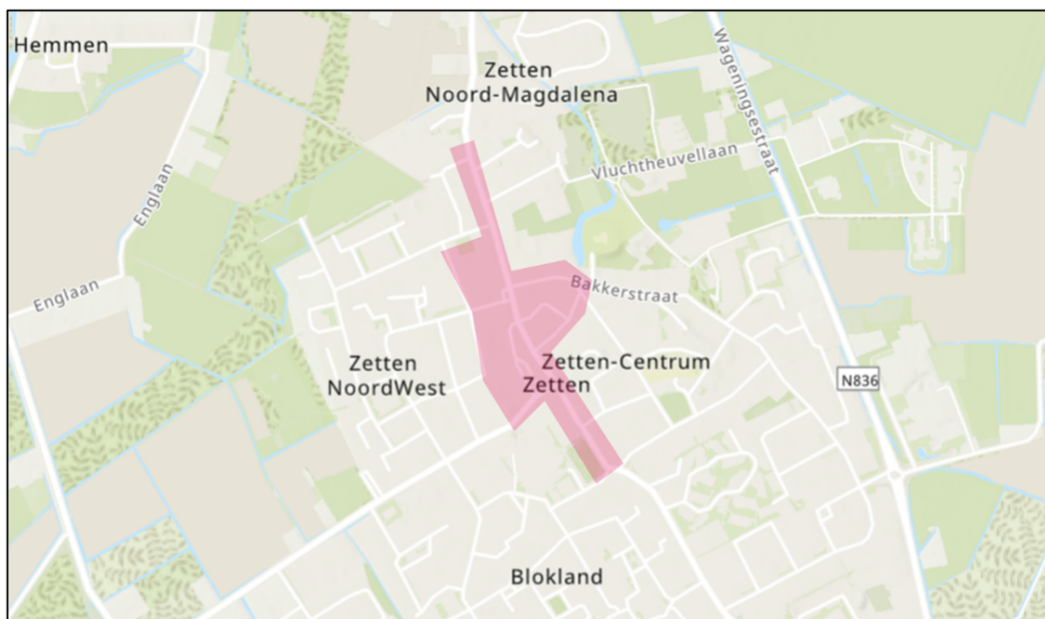 Hemmen
Zetten
Noord-Magdalena
Wageningsestraat
Vluchtheuvellaan
Englaan
Englaan
Bakkerstraat
Zetten
NoordWest
Zetten-Centrum
Zetten
N836
Blokland